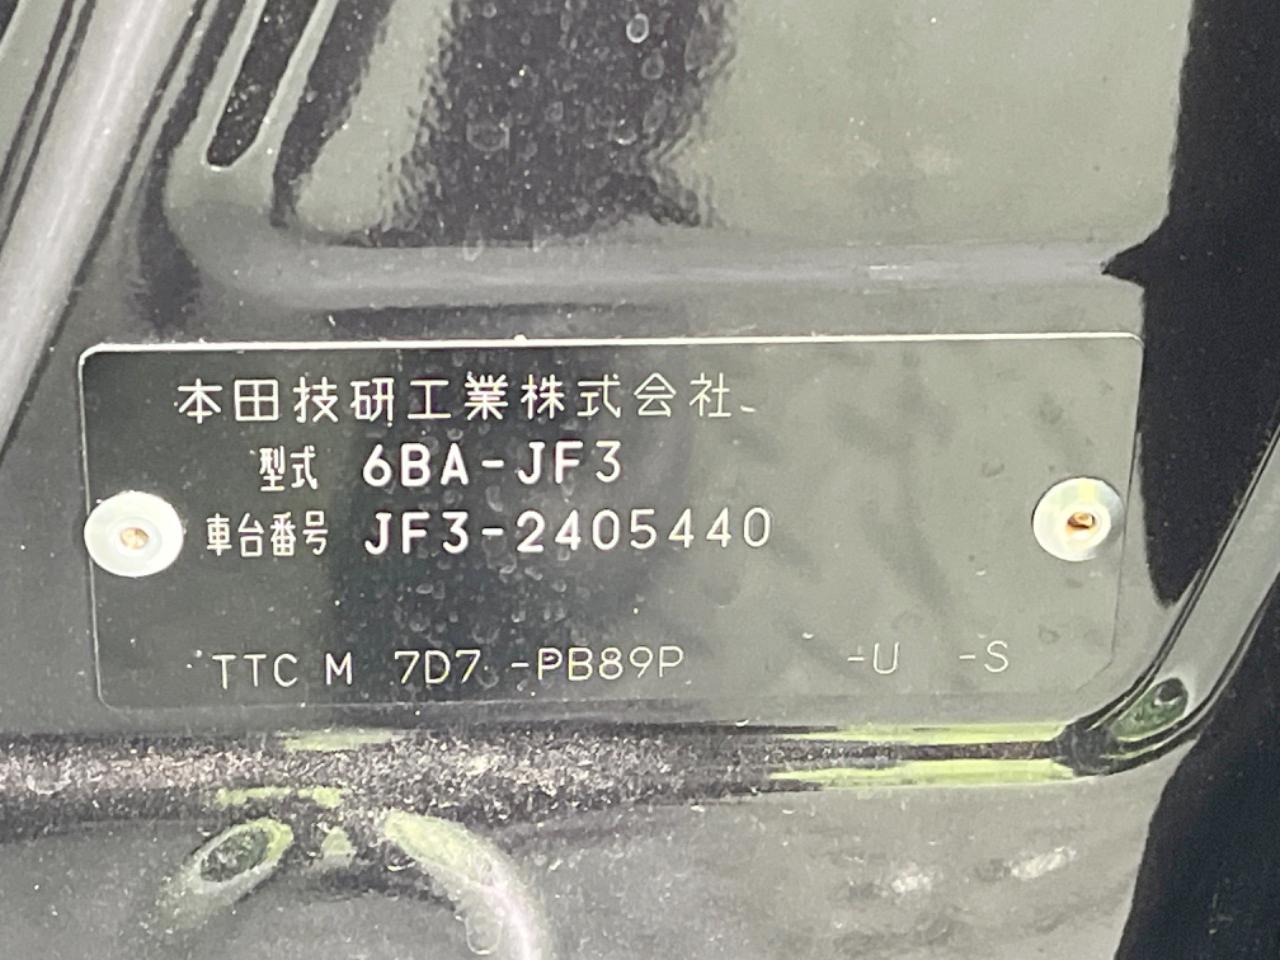 本田技研工業株式会社
型式 6BA-JF3
車台番号 JF3-2405440
TTC M 7D7 -PB89P -U -S